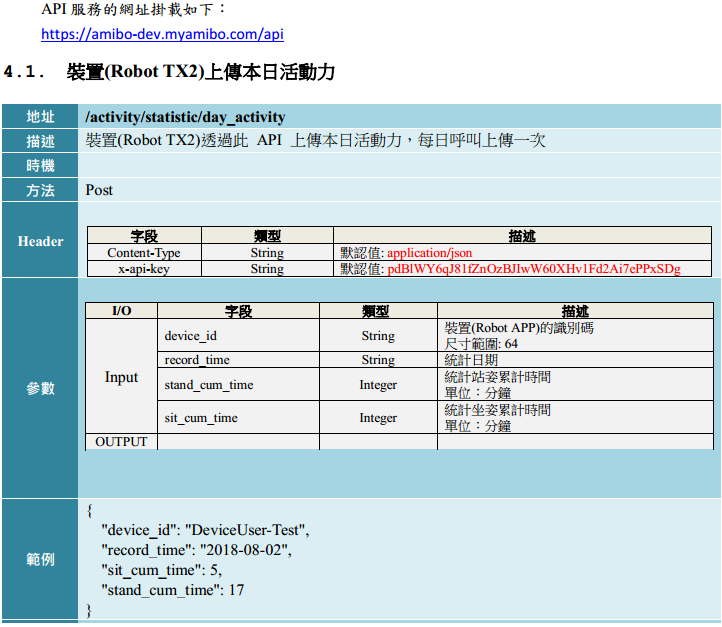 API 服務的網址掛載如下：
https://amibo-dev.myamibo.com/api
4.1. 裝置(Robot TX2)上傳本日活動力
地址 /activity/statistic/day_activity
描述 裝置(Robot TX2)透過此 API 上傳本日活動力，每日呼叫上傳一次
時機
方法 Post
Header
字段 類型 描述
Content-Type String 默認值: application/json
x-api-key String 默認值: pdBlWY6qJ81fZnOzBJIwW60XHv1Fd2Ai7ePPxSDg
參數
I/O 字段 類型 描述
Input
device_id String 裝置(Robot APP)的識別碼
尺寸範圍: 64
record_time String 統計日期
stand_cum_time Integer 統計站姿累計時間
單位：分鐘
sit_cum_time Integer 統計坐姿累計時間
單位：分鐘
OUTPUT
範例
{
"device_id": "DeviceUser-Test",
"record_time": "2018-08-02",
"sit_cum_time": 5,
"stand_cum_time": 17
}